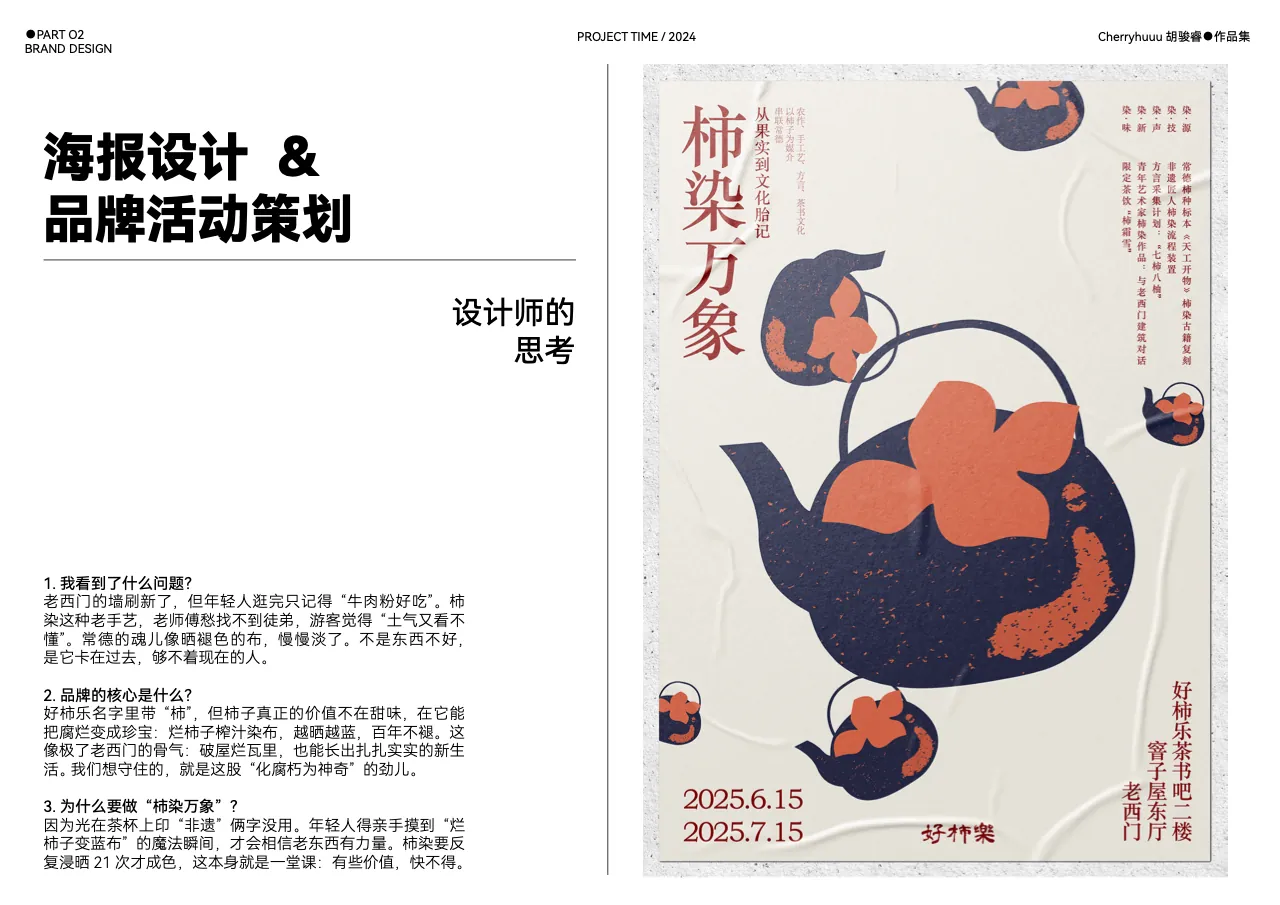 ●PART O2
BRAND DESIGN
PROJECT TIME / 2024
Cherryhuuu 胡骏睿●作品集
海报设计 &
品牌活动策划
设计师的
思考
1. 我看到了什么问题?
老西门的墙刷新了，但年轻人逛完只记得“牛肉粉好吃”。柿
染这种老手艺，老师傅愁找不到徒弟，游客觉得“土气又看不
懂”。常德的魂儿像晒褪色的布，慢慢淡了。不是东西不好，
是它卡在过去，够不着现在的人。
2. 品牌的核心是什么?
好柿乐名字里带“柿”，但柿子真正的价值不在甜味，在它能
把腐烂变成珍宝：烂柿子榨汁染布，越晒越蓝，百年不褪。这
像极了老西门的骨气：破屋烂瓦里，也能长出扎扎实实的新生
活。我们想守住的，就是这股“化腐朽为神奇”的劲儿。
3. 为什么要做“柿染万象”?
因为光在茶杯上印“非遗”俩字没用。年轻人得亲手摸到“烂
柿子变蓝布”的魔法瞬间，才会相信老东西有力量。柿染要反
复浸晒 21 次才成色，这本身就是一堂课：有些价值，快不得。
柿染万象
从果实到文化胎记
农作、手工艺、方言、茶书文化
以柿子为媒介
串联常德
染·源
染·技
染·声
染·新
染·味
常德柿种标本《天工开物》柿染古籍复刻
非遗匠人柿染流程装置
方言采集计划：“七柿八柚”
青年艺术家柿染作品：与老西门建筑对话
限定茶饮“柿霜雪”
2025.6.15
2025.7.15
好柿樂
好柿乐茶书吧二楼
窨子屋东厅
老西门